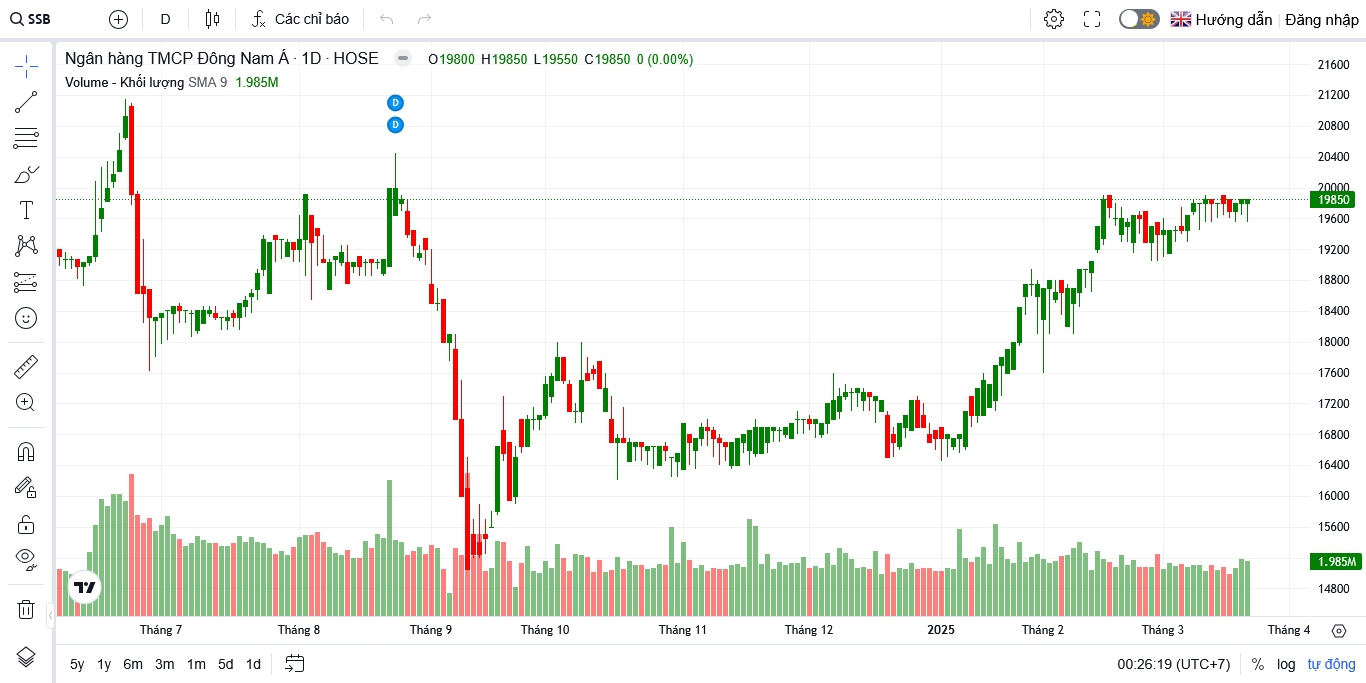 SSB D Các chỉ báo Hướng dẫn Đăng nhập
Ngân hàng TMCP Đông Nam Á · 1D · HOSE O19800 H19850 L19550 C19850 0 (0.00%)
Volume - Khối lượng SMA 9 1.985M
D
D
21600
21200
20800
20400
20000
19850
19600
19200
18800
18400
18000
17600
17200
16800
16400
16000
15600
1.985M
14800
Tháng 7 Tháng 8 Tháng 9 Tháng 10 Tháng 11 Tháng 12 2025 Tháng 2 Tháng 3 Tháng 4
5y 1y 6m 3m 1m 5d 1d 00:26:19 (UTC+7) % log tự động